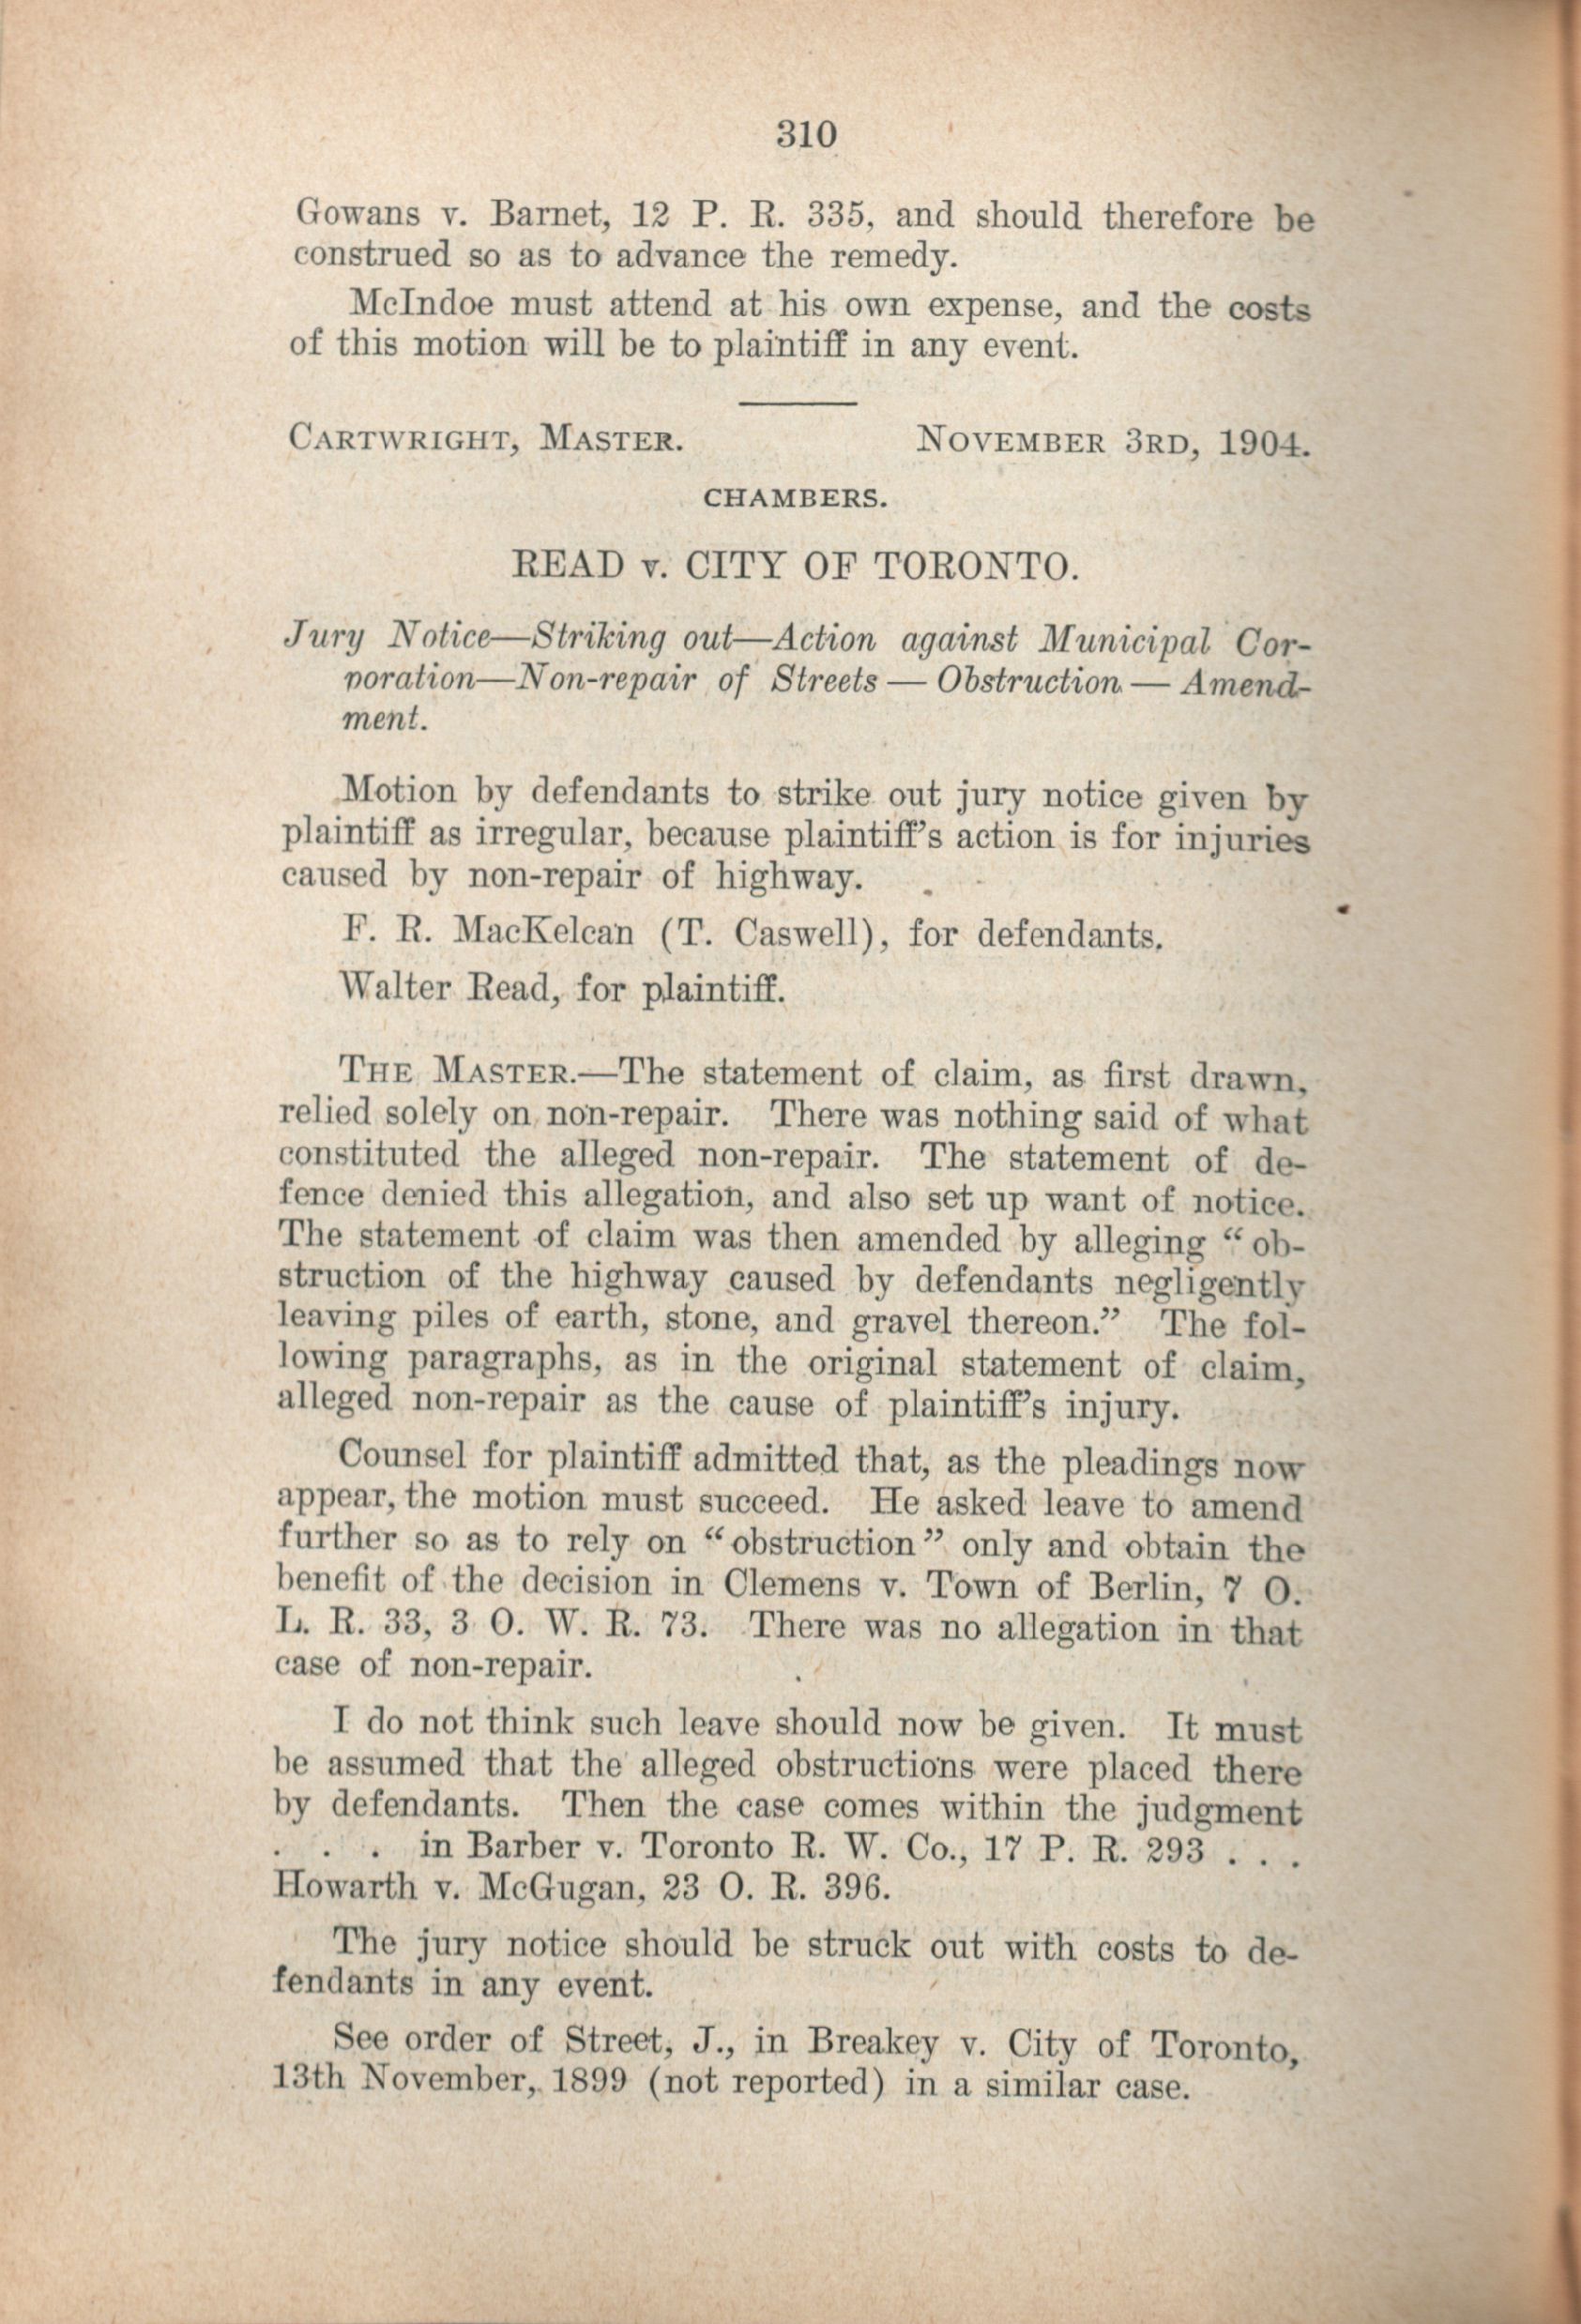 310
Gowans v. Barnet, 12 P. R. 335, and should therefore be
construed so as to advance the remedy.
McIndoe must attend at his own expense, and the costs
of this motion will be to plaintiff in any event.
CARTWRIGHT, MASTER. NOVEMBER 3RD, 1904.
CHAMBERS.
READ v. CITY OF TORONTO.
Jury Notice—Striking out—Action against Municipal Cor-
poration—Non-repair of Streets — Obstruction — Amend-
ment.
Motion by defendants to strike out jury notice given by
plaintiff as irregular, because plaintiff's action is for injuries
caused by non-repair of highway.
F. R. MacKelcan (T. Caswell), for defendants.
Walter Read, for plaintiff.
THE MASTER.—The statement of claim, as first drawn,
relied solely on non-repair. There was nothing said of what
constituted the alleged non-repair. The statement of de-
fence denied this allegation, and also set up want of notice.
The statement of claim was then amended by alleging “ ob-
struction of the highway caused by defendants negligently
leaving piles of earth, stone, and gravel thereon.” The fol-
lowing paragraphs, as in the original statement of claim,
alleged non-repair as the cause of plaintiff's injury.
Counsel for plaintiff admitted that, as the pleadings now
appear, the motion must succeed. He asked leave to amend
further so as to rely on “ obstruction ” only and obtain the
benefit of the decision in Clemens v. Town of Berlin, 7 O.
L. R. 33, 3 O. W. R. 73. There was no allegation in that
case of non-repair.
I do not think such leave should now be given. It must
be assumed that the alleged obstructions were placed there
by defendants. Then the case comes within the judgment
. . . in Barber v. Toronto R. W. Co., 17 P. R. 293 . . .
Howarth v. McGugan, 23 O. R. 396.
The jury notice should be struck out with costs to de-
fendants in any event.
See order of Street, J., in Breakey v. City of Toronto,
13th November, 1899 (not reported) in a similar case.